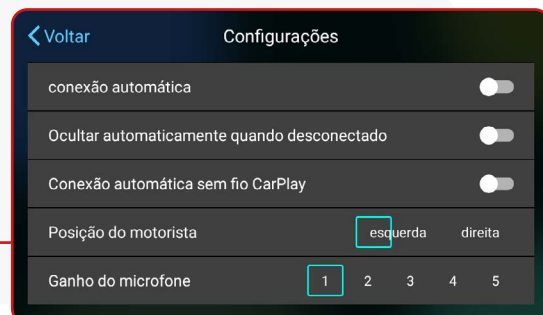 Voltar
Configurações
conexão automática
Ocultar automaticamente quando desconectado
Conexão automática sem fio CarPlay
Posição do motorista esquerda direita
Ganho do microfone 1 2 3 4 5